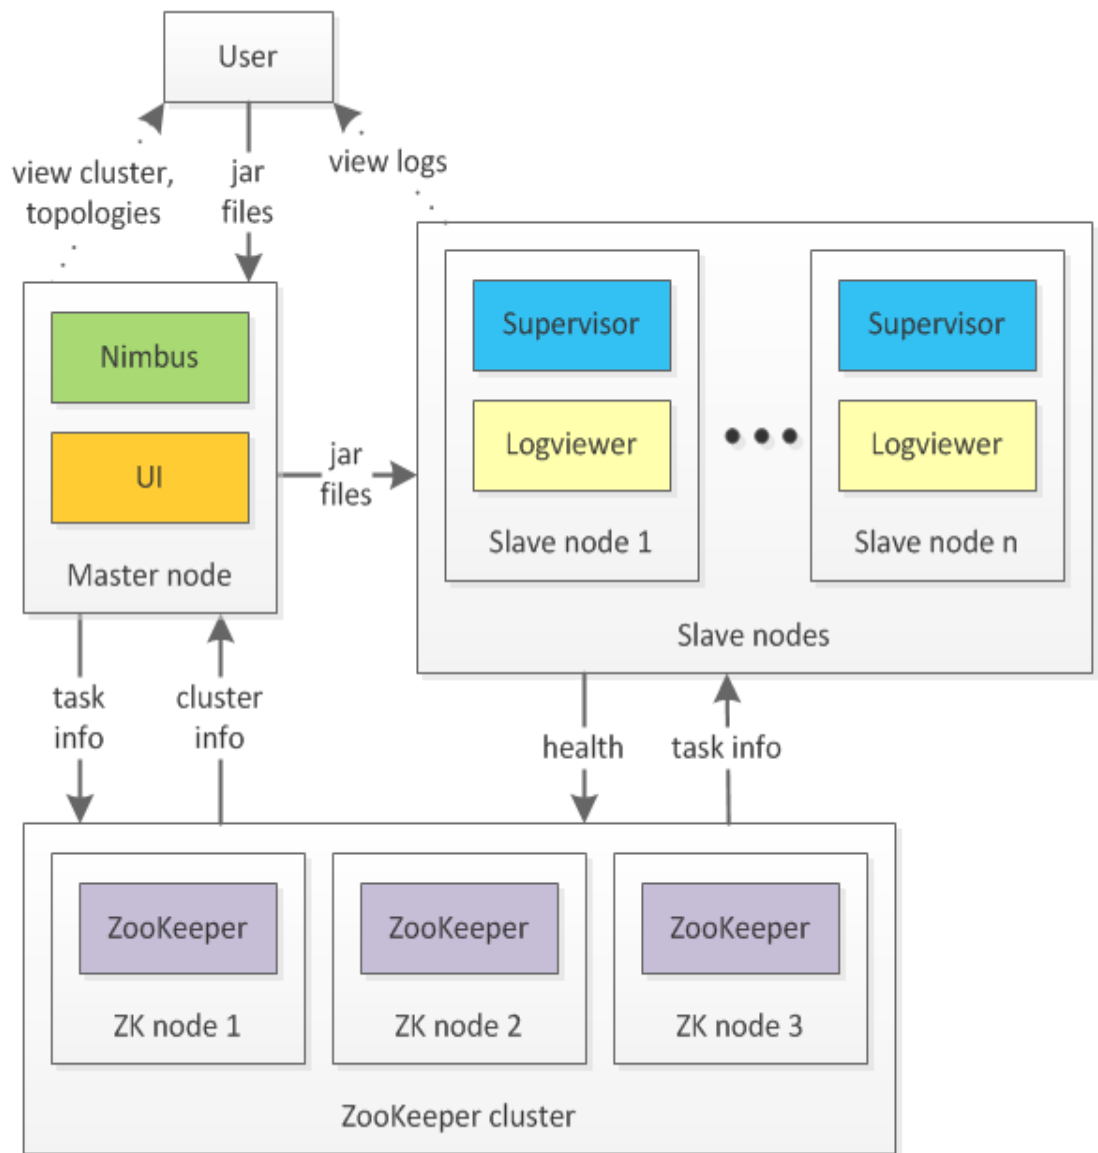 User
view cluster,
topologies
jar
files
view logs
Nimbus
UI
Master node
jar
files
Supervisor
Logviewer
Slave node 1
Supervisor
Logviewer
Slave node n
Slave nodes
task
info
cluster
info
health
task info
ZooKeeper
ZK node 1
ZooKeeper
ZK node 2
ZooKeeper
ZK node 3
ZooKeeper cluster